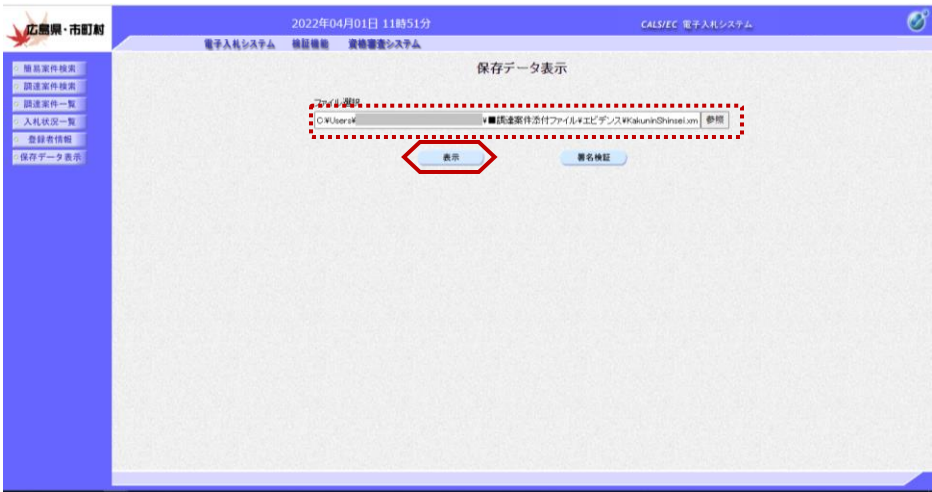 広島県・市町村
2022年04月01日 11時51分
CALS/EC 電子入札システム
電子入札システム 検証機能 資格審査システム
簡易案件検索
調達案件検索
調達案件一覧
入札状況一覧
登録者情報
保存データ表示
保存データ表示
ファイル選択
C:¥Users¥ ¥■調達案件添付ファイル¥エビデンス¥KakuninShinsei.xm 参照
表示 署名検証